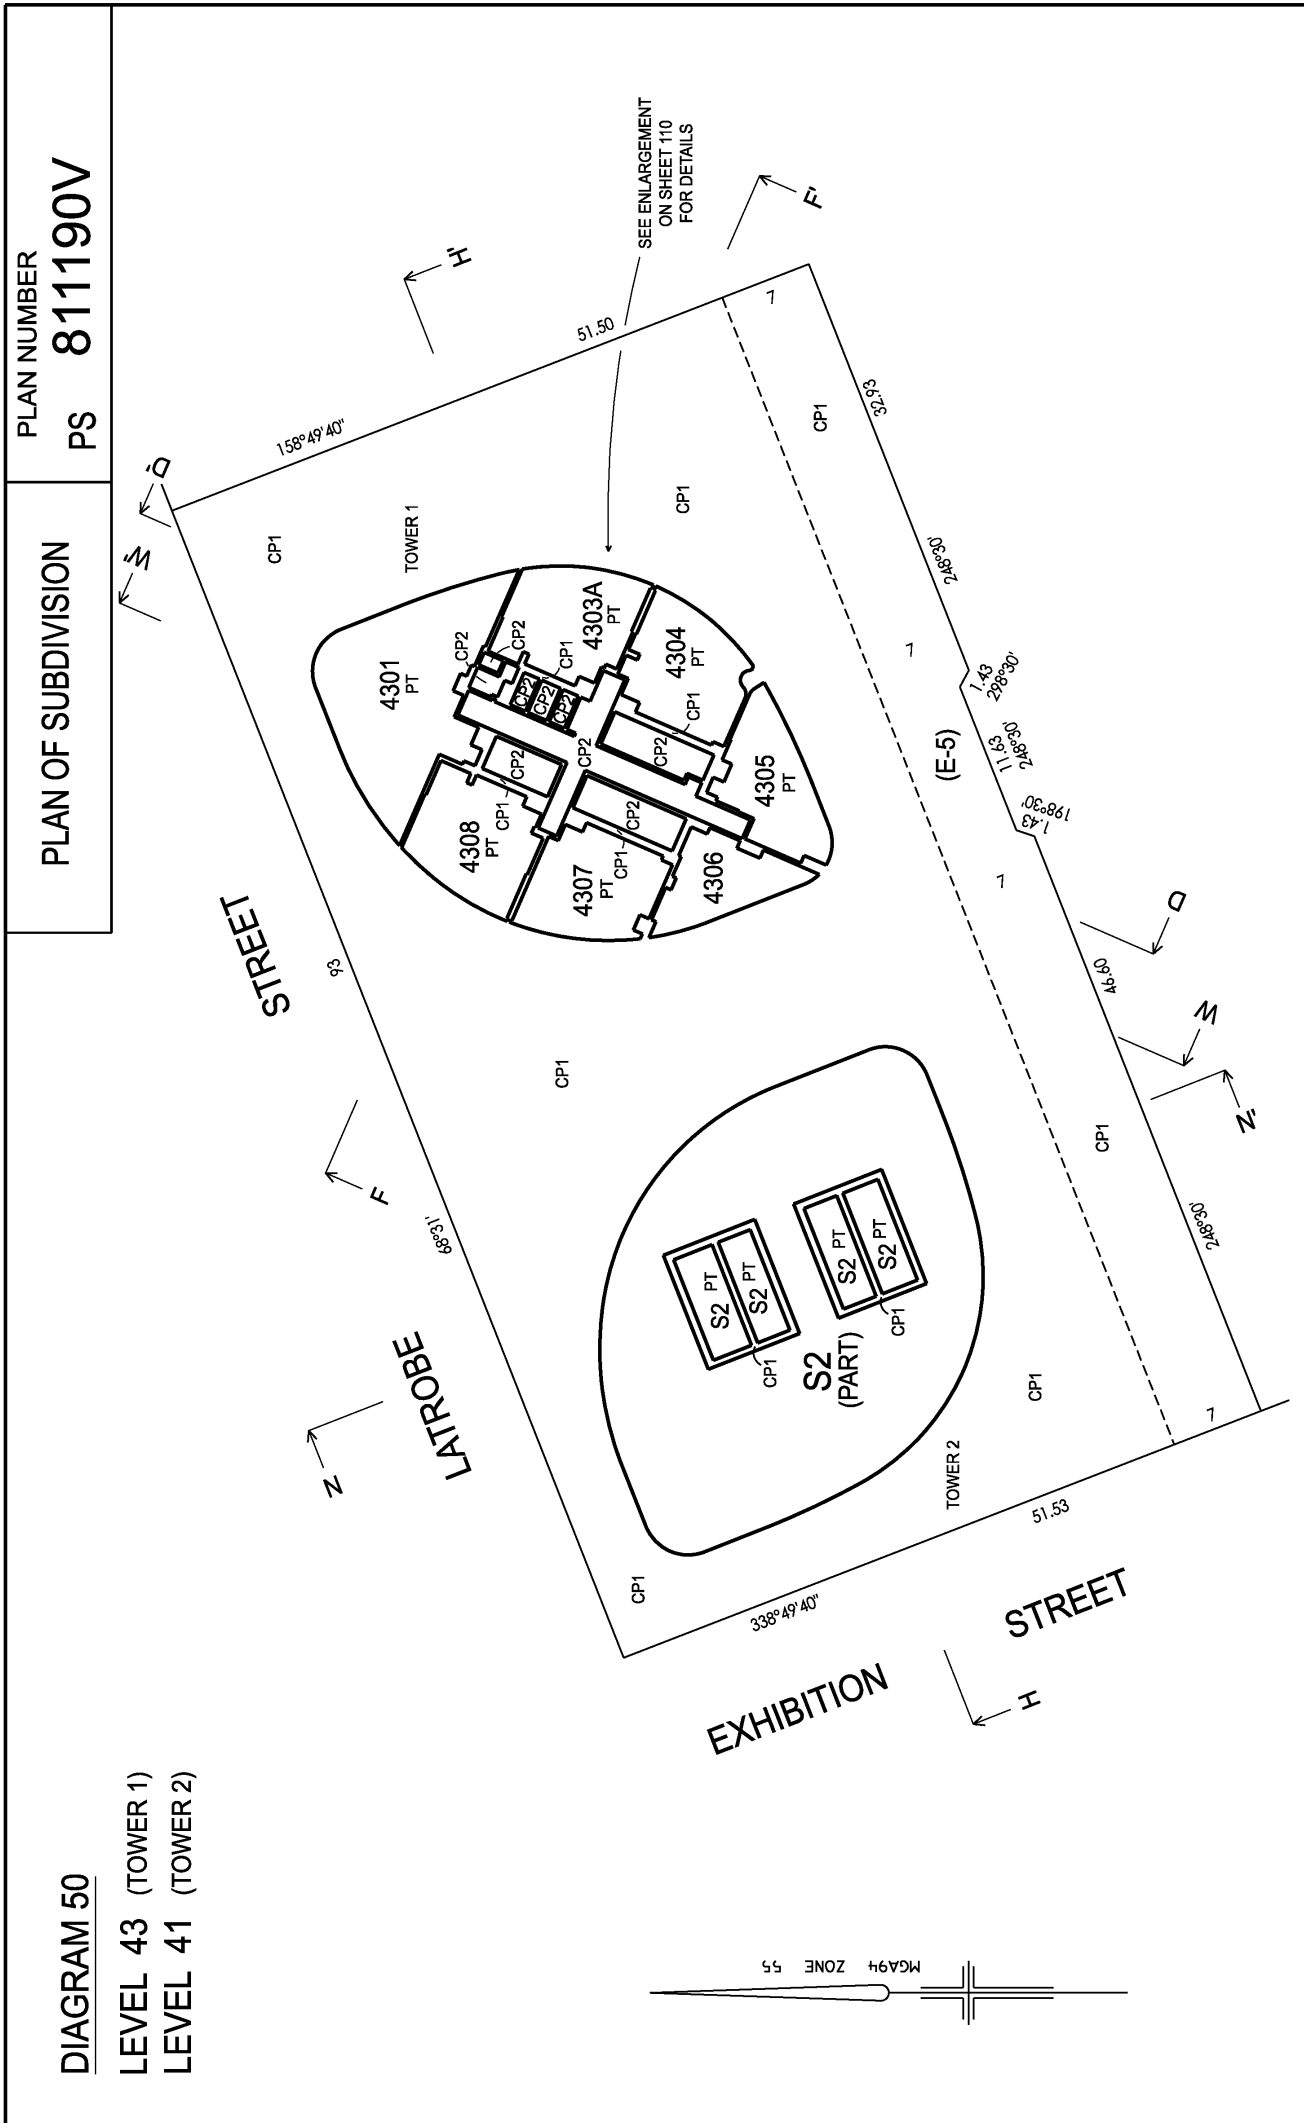 DIAGRAM 50
LEVEL 43 (TOWER 1)
LEVEL 41 (TOWER 2)
PLAN OF SUBDIVISION
PLAN NUMBER
PS 811190V
MGA94 ZONE 55
LATROBE
STREET
EXHIBITION
STREET
68°31'
93
158°49'40"
51.50
32.93
248°30'
1.43
298°30'
11.63
248°30'
1.43
198°30'
46.60
248°30'
338°49'40"
51.53
D'
W'
H'
F'
D
W
N'
F
N
H
SEE ENLARGEMENT
ON SHEET 110
FOR DETAILS
TOWER 1
CP1
CP1
CP1
CP1
CP1
CP1
CP1
7
7
7
7
(E-5)
4301
PT
4303A
PT
4304
PT
4305
PT
4306
4307
PT
4308
PT
CP2
CP2
CP1
CP2
CP2
CP2
CP2
CP2
CP1
CP2
CP1
CP2
CP1
TOWER 2
S2
(PART)
S2 PT
S2 PT
CP1
S2 PT
S2 PT
CP1